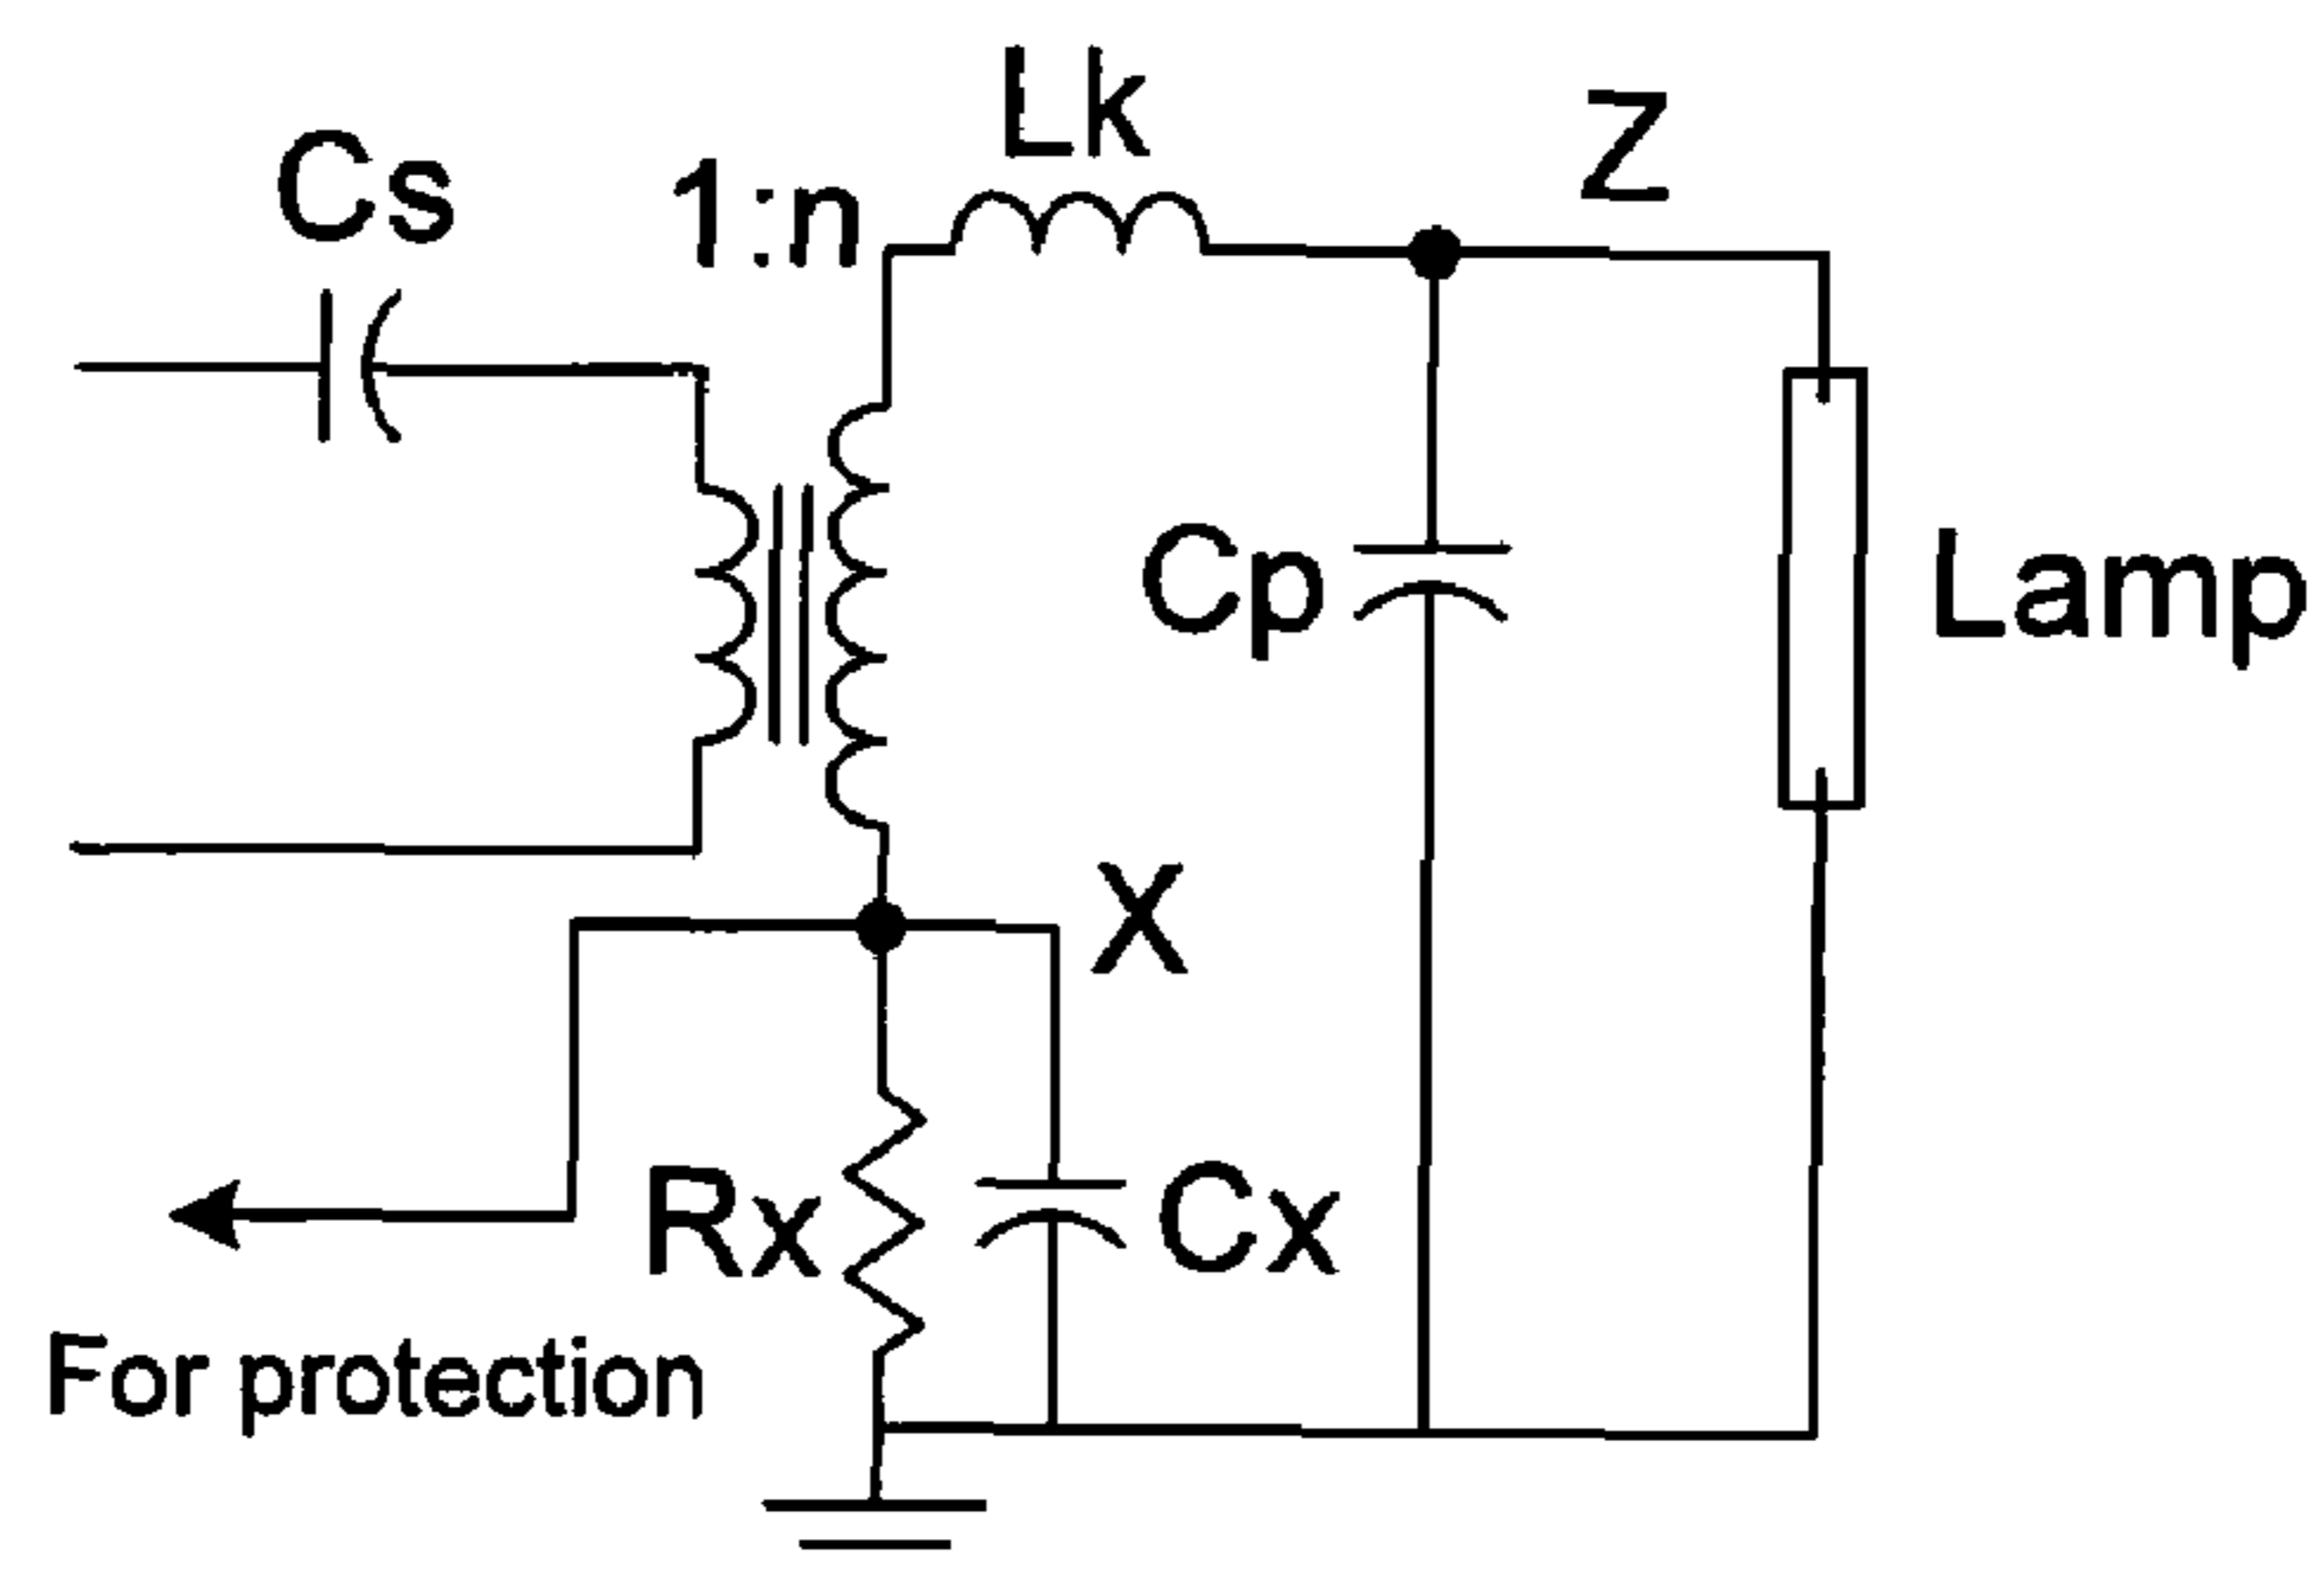 Lk
Z
Cs
1:n
Cp
Lamp
X
Rx
Cx
For protection